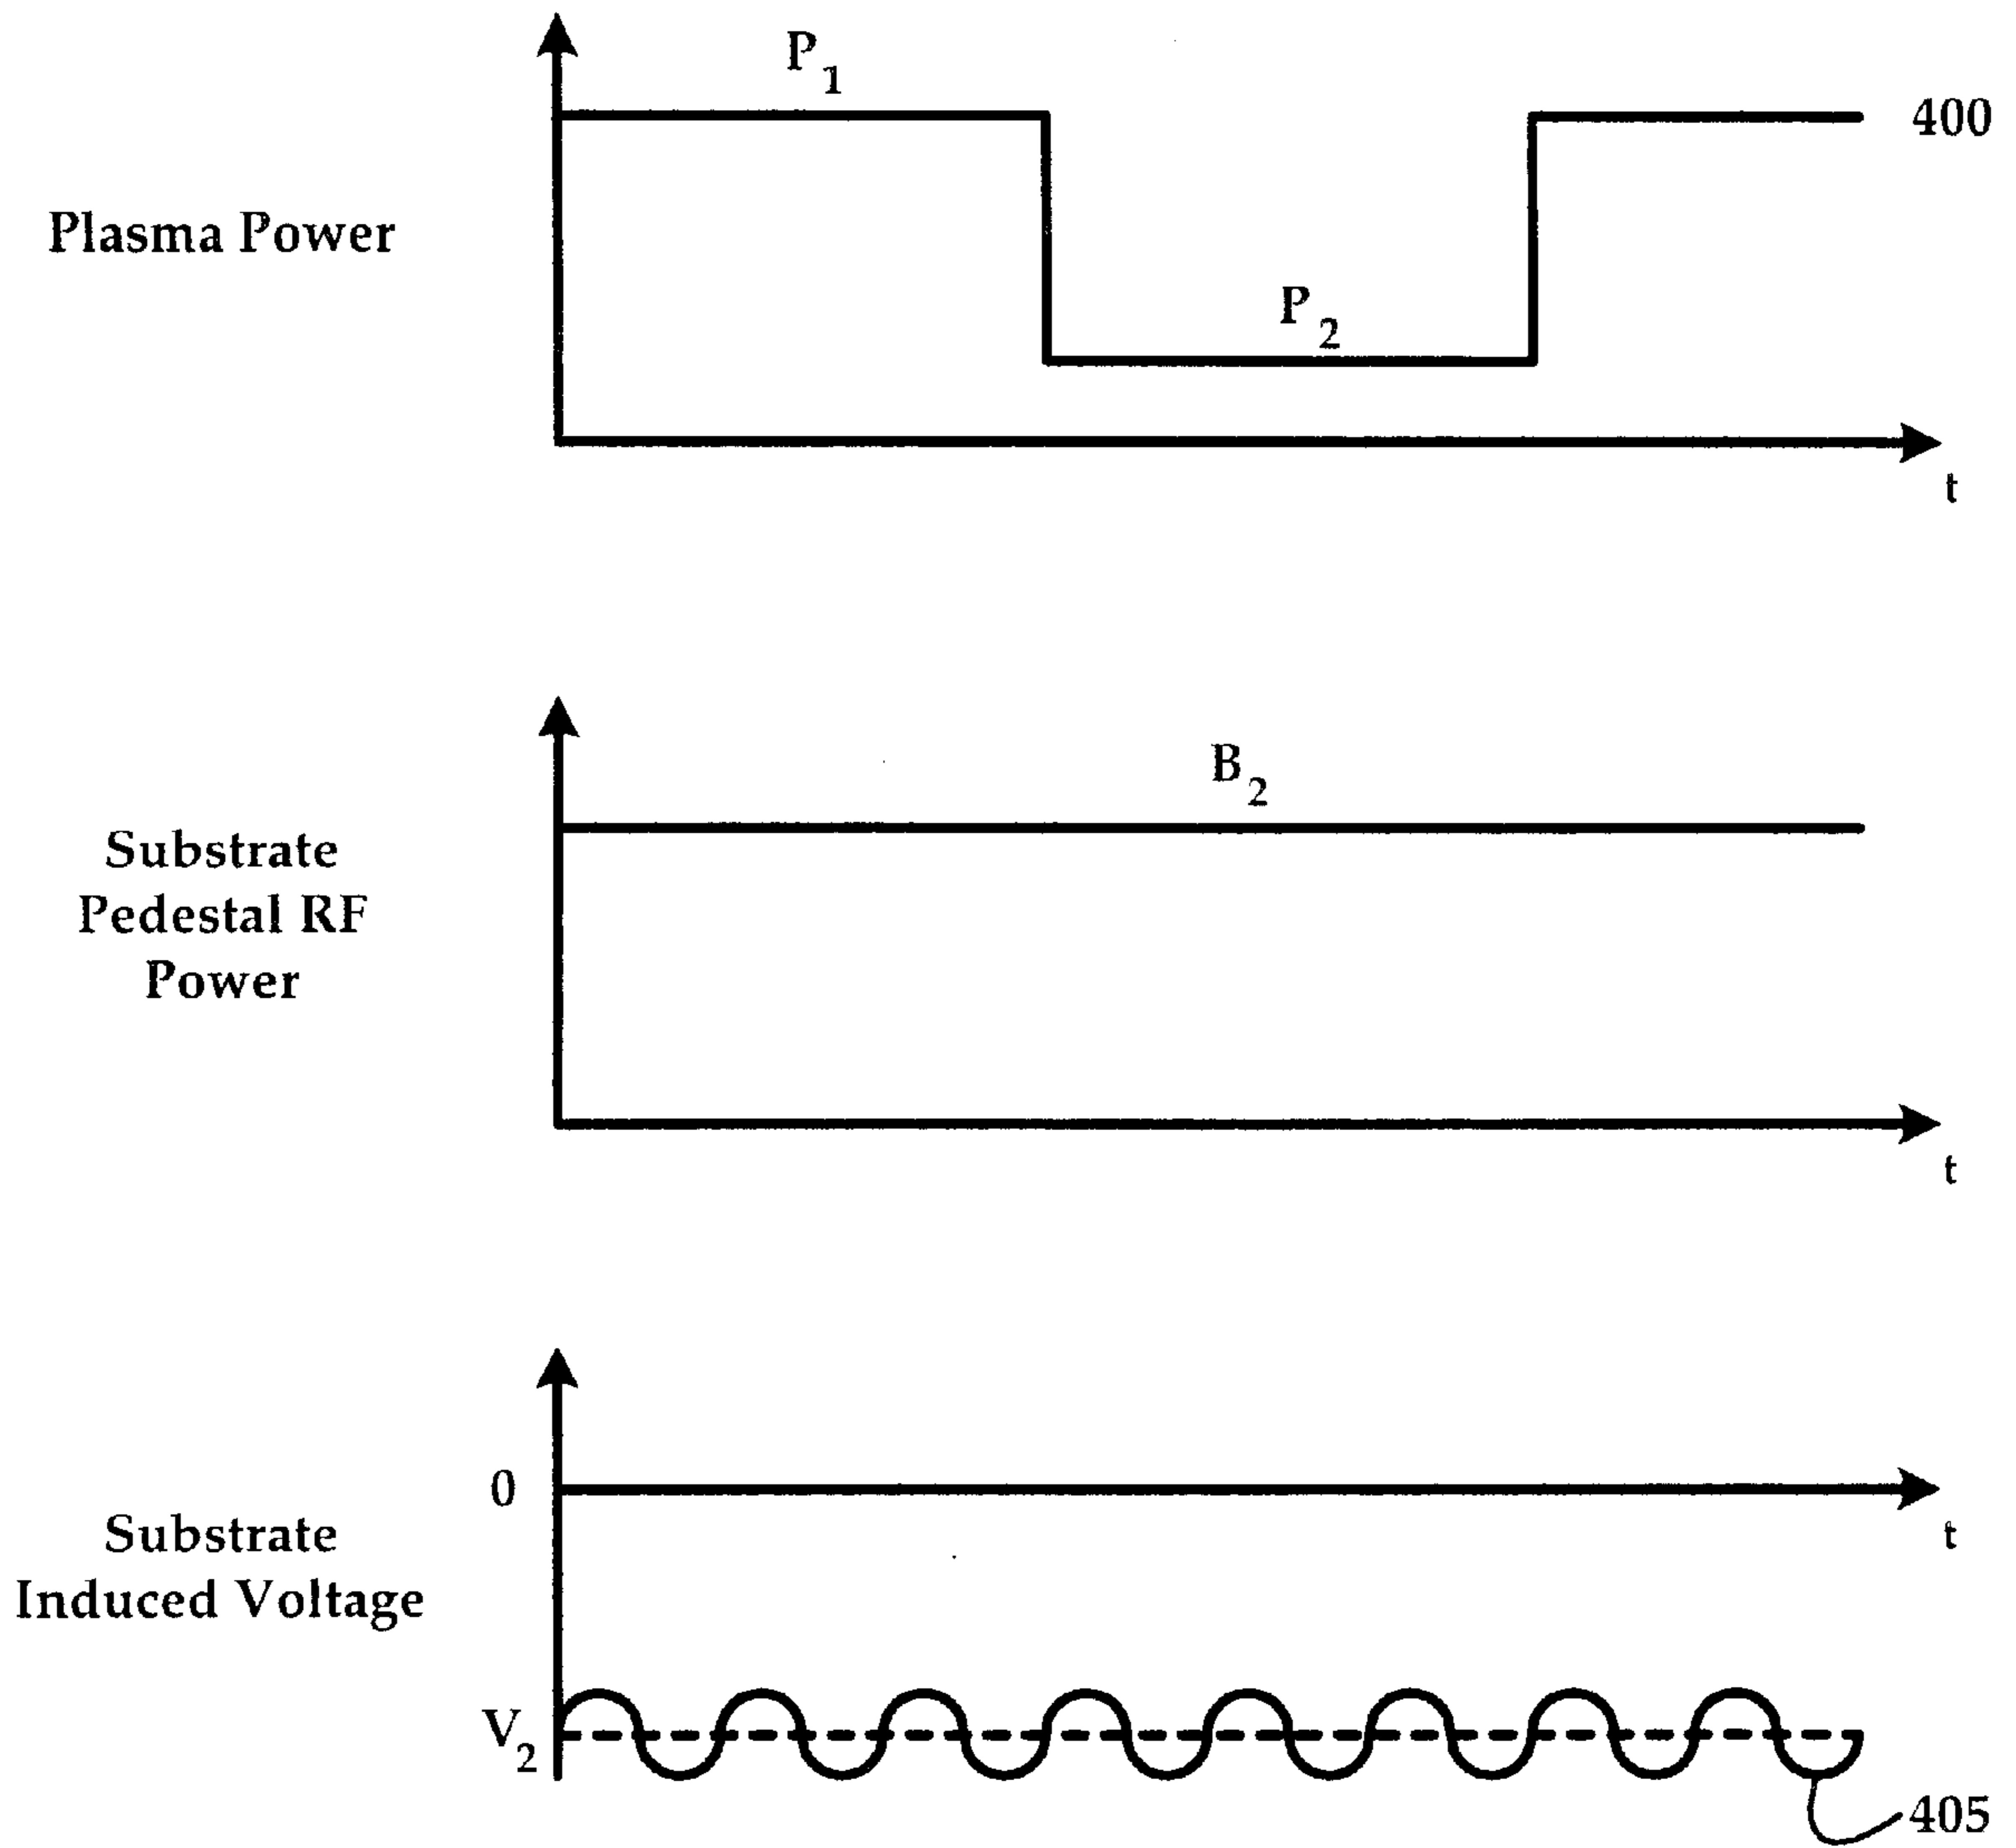 P1
400
Plasma Power
P2
t
B2
Substrate
Pedestal RF
Power
t
0
t
Substrate
Induced Voltage
V2
405